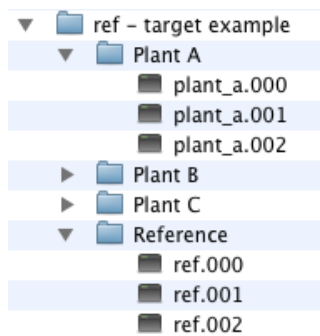 ref – target example
Plant A
plant_a.000
plant_a.001
plant_a.002
Plant B
Plant C
Reference
ref.000
ref.001
ref.002